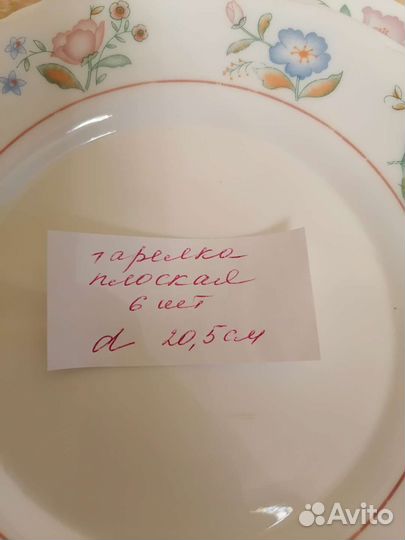 тарелка
плоская
6 шт
d 20,5 см
Avito